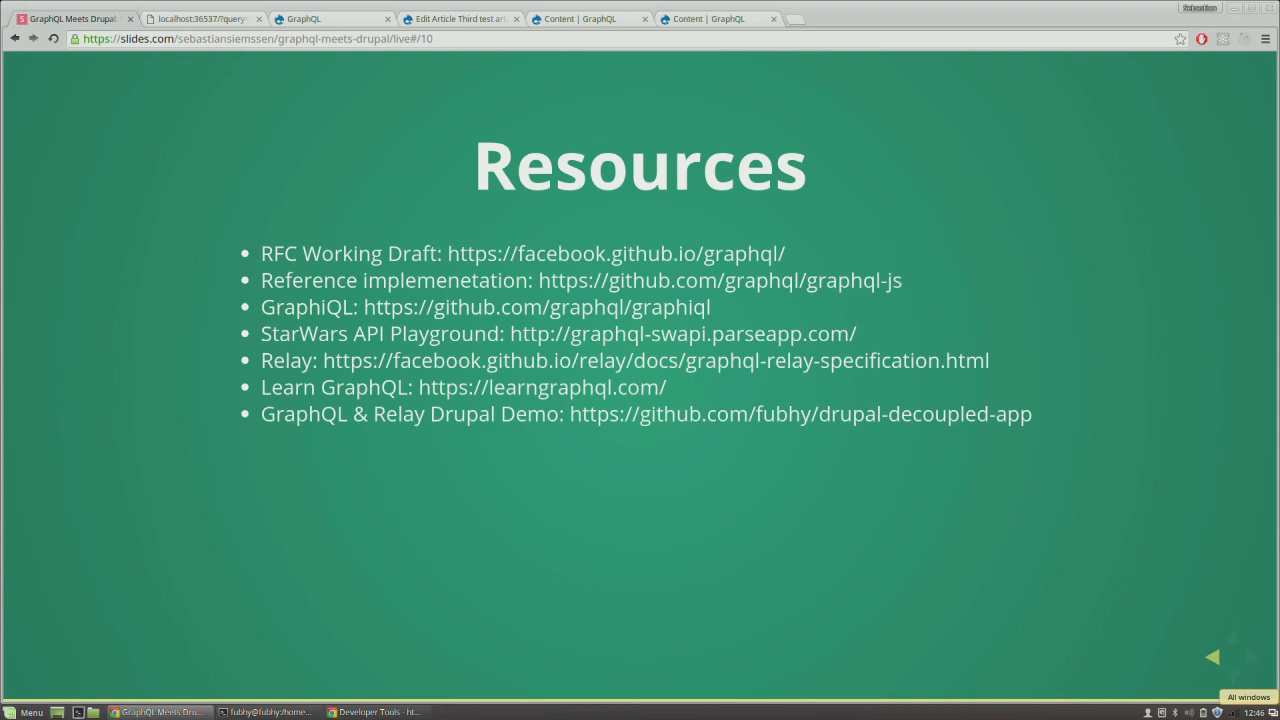 Sebastian
GraphQL Meets Drupal:
localhost:36537/?query=
GraphQL
Edit Article Third test art
Content | GraphQL
Content | GraphQL
https://slides.com/sebastiansiemssen/graphql-meets-drupal/live#/10
Resources
• RFC Working Draft: https://facebook.github.io/graphql/
• Reference implemenetation: https://github.com/graphql/graphql-js
• GraphiQL: https://github.com/graphql/graphiql
• StarWars API Playground: http://graphql-swapi.parseapp.com/
• Relay: https://facebook.github.io/relay/docs/graphql-relay-specification.html
• Learn GraphQL: https://learngraphql.com/
• GraphQL & Relay Drupal Demo: https://github.com/fubhy/drupal-decoupled-app
All windows
Menu
GraphQL Meets Dru...
fubhy@fubhy:/home...
Developer Tools - ht...
12:46